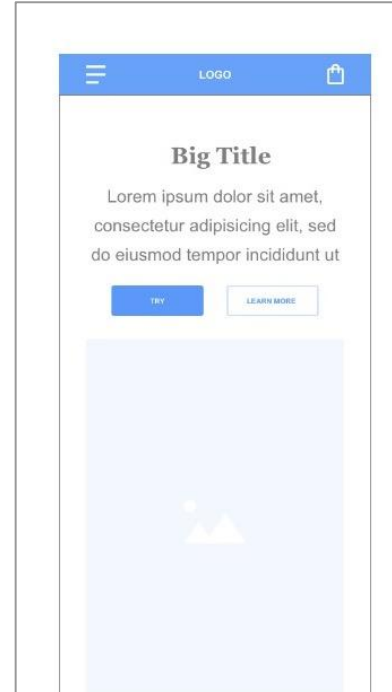 LOGO
Big Title
Lorem ipsum dolor sit amet,
consectetur adipisicing elit, sed
do eiusmod tempor incididunt ut
TRY
LEARN MORE